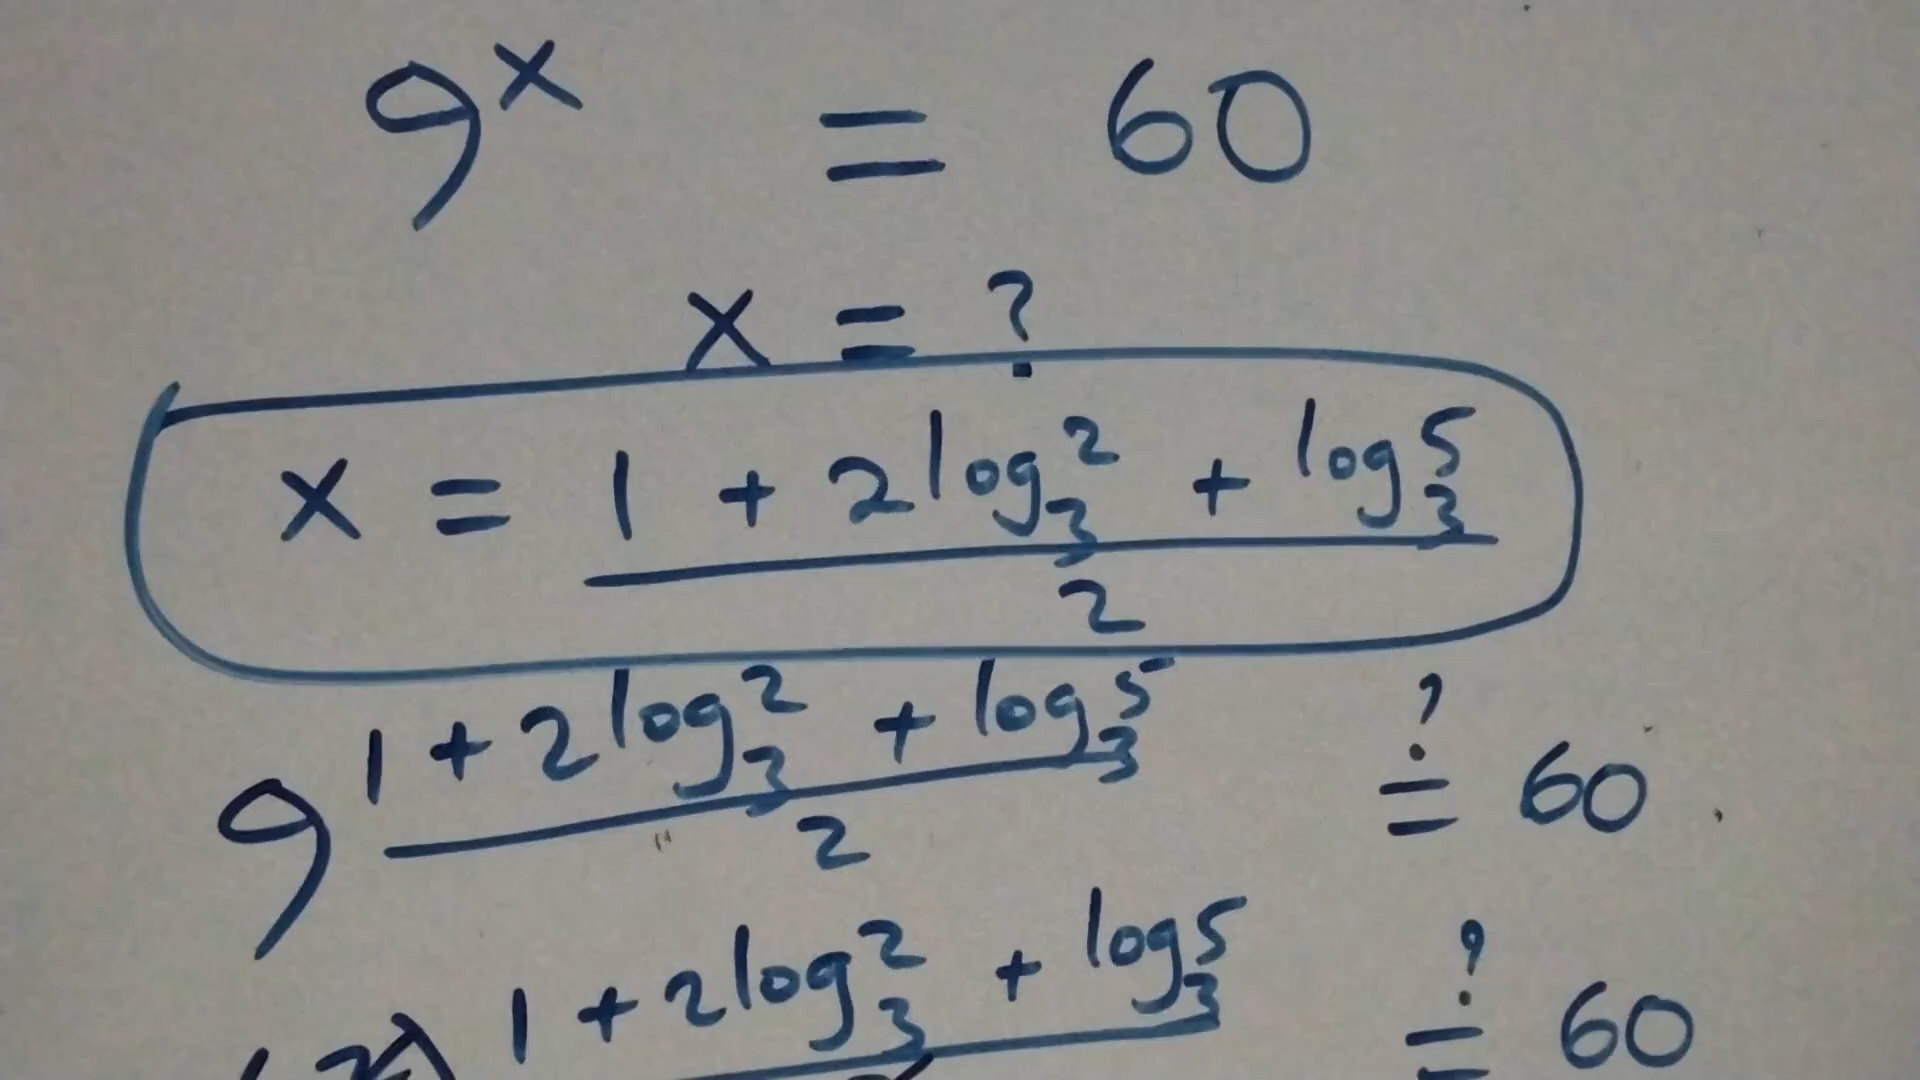 9^x = 60
x = ?
x = (1 + 2log_3^2 + log_3^5)/2
9^((1 + 2log_3^2 + log_3^5)/2) ≟ 60
1 + 2log_3^2 + log_3^5 ≟ 60